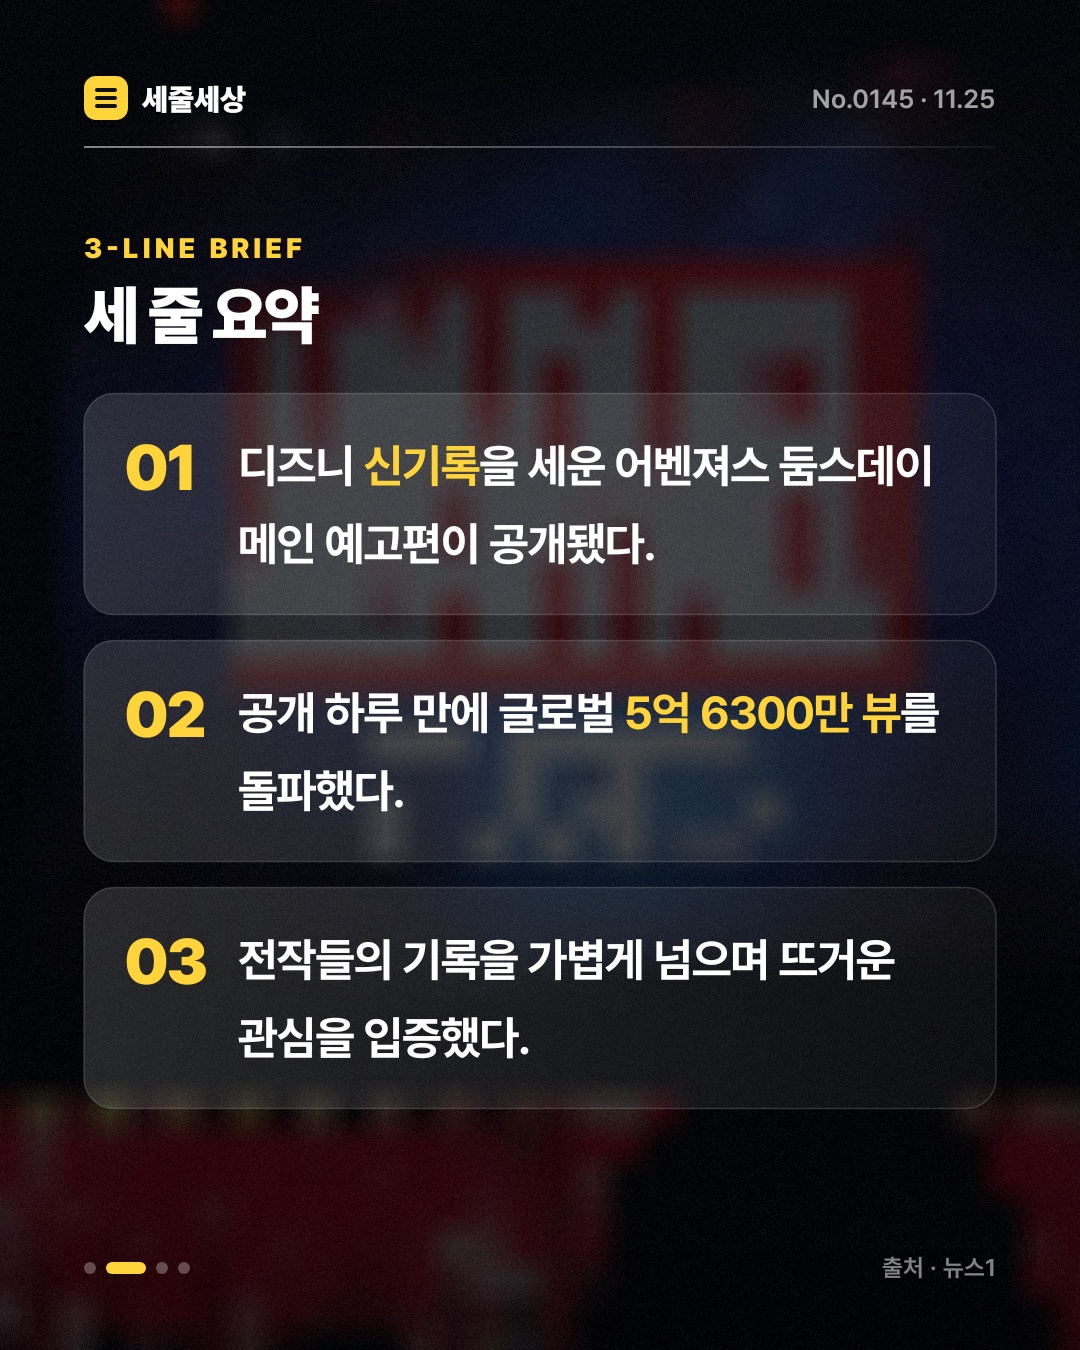 세줄세상
No.0145 · 11.25
3-LINE BRIEF
세 줄 요약
01 디즈니 신기록을 세운 어벤져스 둠스데이
메인 예고편이 공개됐다.
02 공개 하루 만에 글로벌 5억 6300만 뷰를
돌파했다.
03 전작들의 기록을 가볍게 넘으며 뜨거운
관심을 입증했다.
출처 · 뉴스1